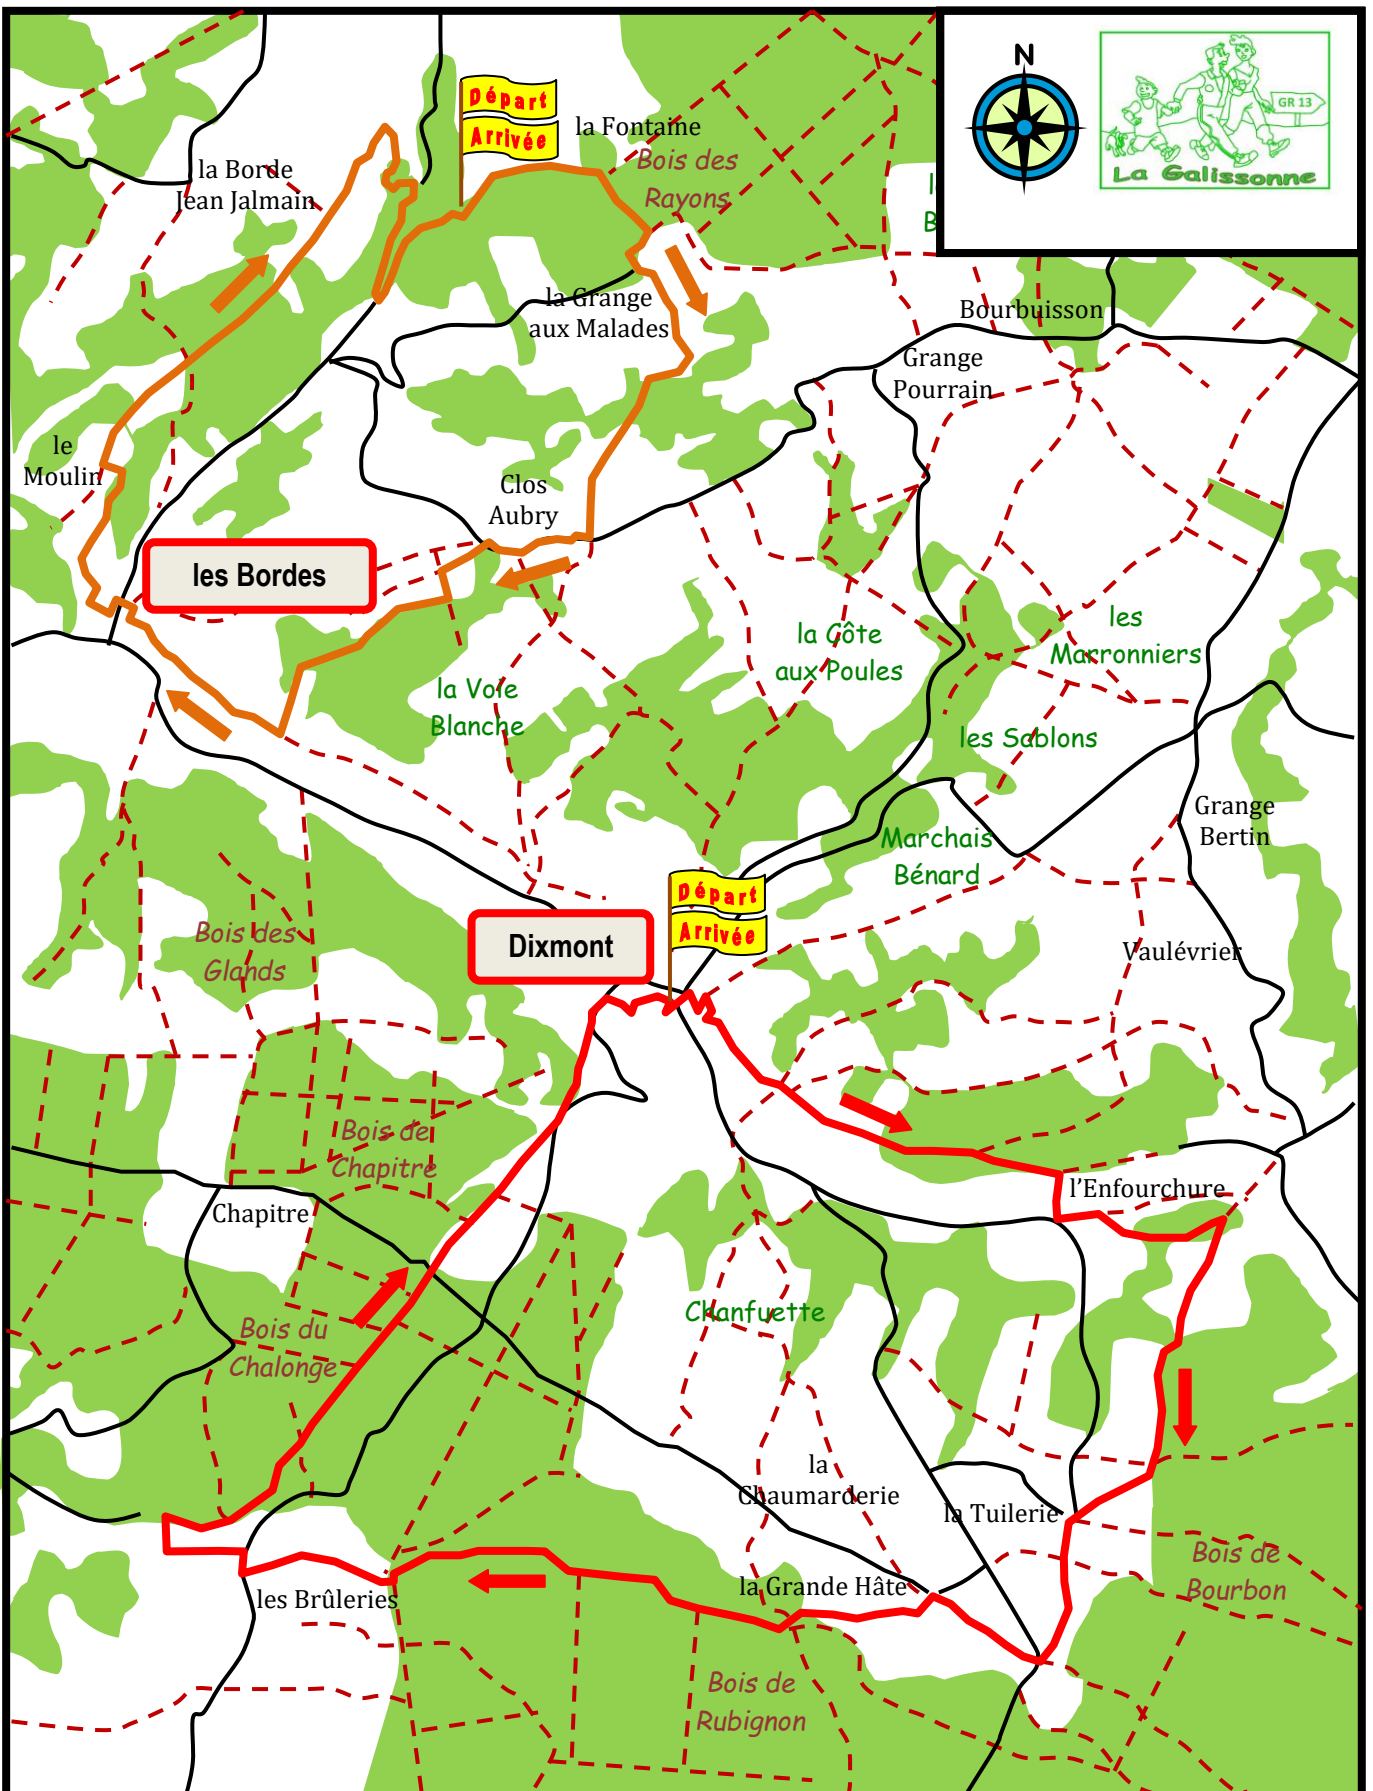 N
GR 13
La Galissonne
Départ
Arrivée
la Fontaine
Bois des
Rayons
la Borde
Jean Jalmain
la Grange
aux Malades
Bourbuisson
Grange
Pourrain
le
Moulin
Clos
Aubry
les Bordes
la Côte
aux Poules
les
Marronniers
la Voie
Blanche
les Sablons
Grange
Bertin
Marchais
Bénard
Départ
Arrivée
Dixmont
Bois des
Glands
Vaulévrier
Bois de
Chapitre
l'Enfourchure
Chapitre
Chanfuette
Bois du
Chalonge
la
Chaumarderie
la Tuilerie
Bois de
Bourbon
la Grande Hâte
les Brûleries
Bois de
Rubignon